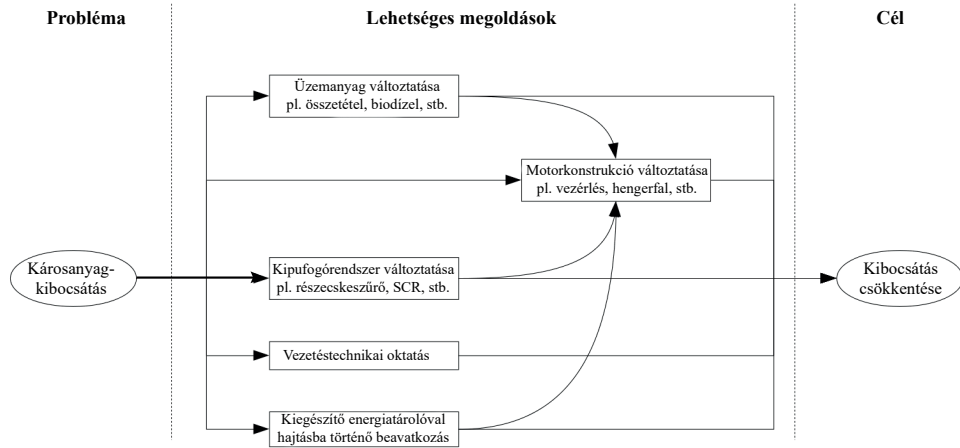 Probléma
Lehetséges megoldások
Cél
Üzemanyag változtatása
pl. összetétel, biodízel, stb.
Motorkonstrukció változtatása
pl. vezérlés, hengerfal, stb.
Károsanyag-
kibocsátás
Kipufogórendszer változtatása
pl. részecskeszűrő, SCR, stb.
Kibocsátás
csökkentése
Vezetéstechnikai oktatás
Kiegészítő energiatárolóval
hajtásba történő beavatkozás